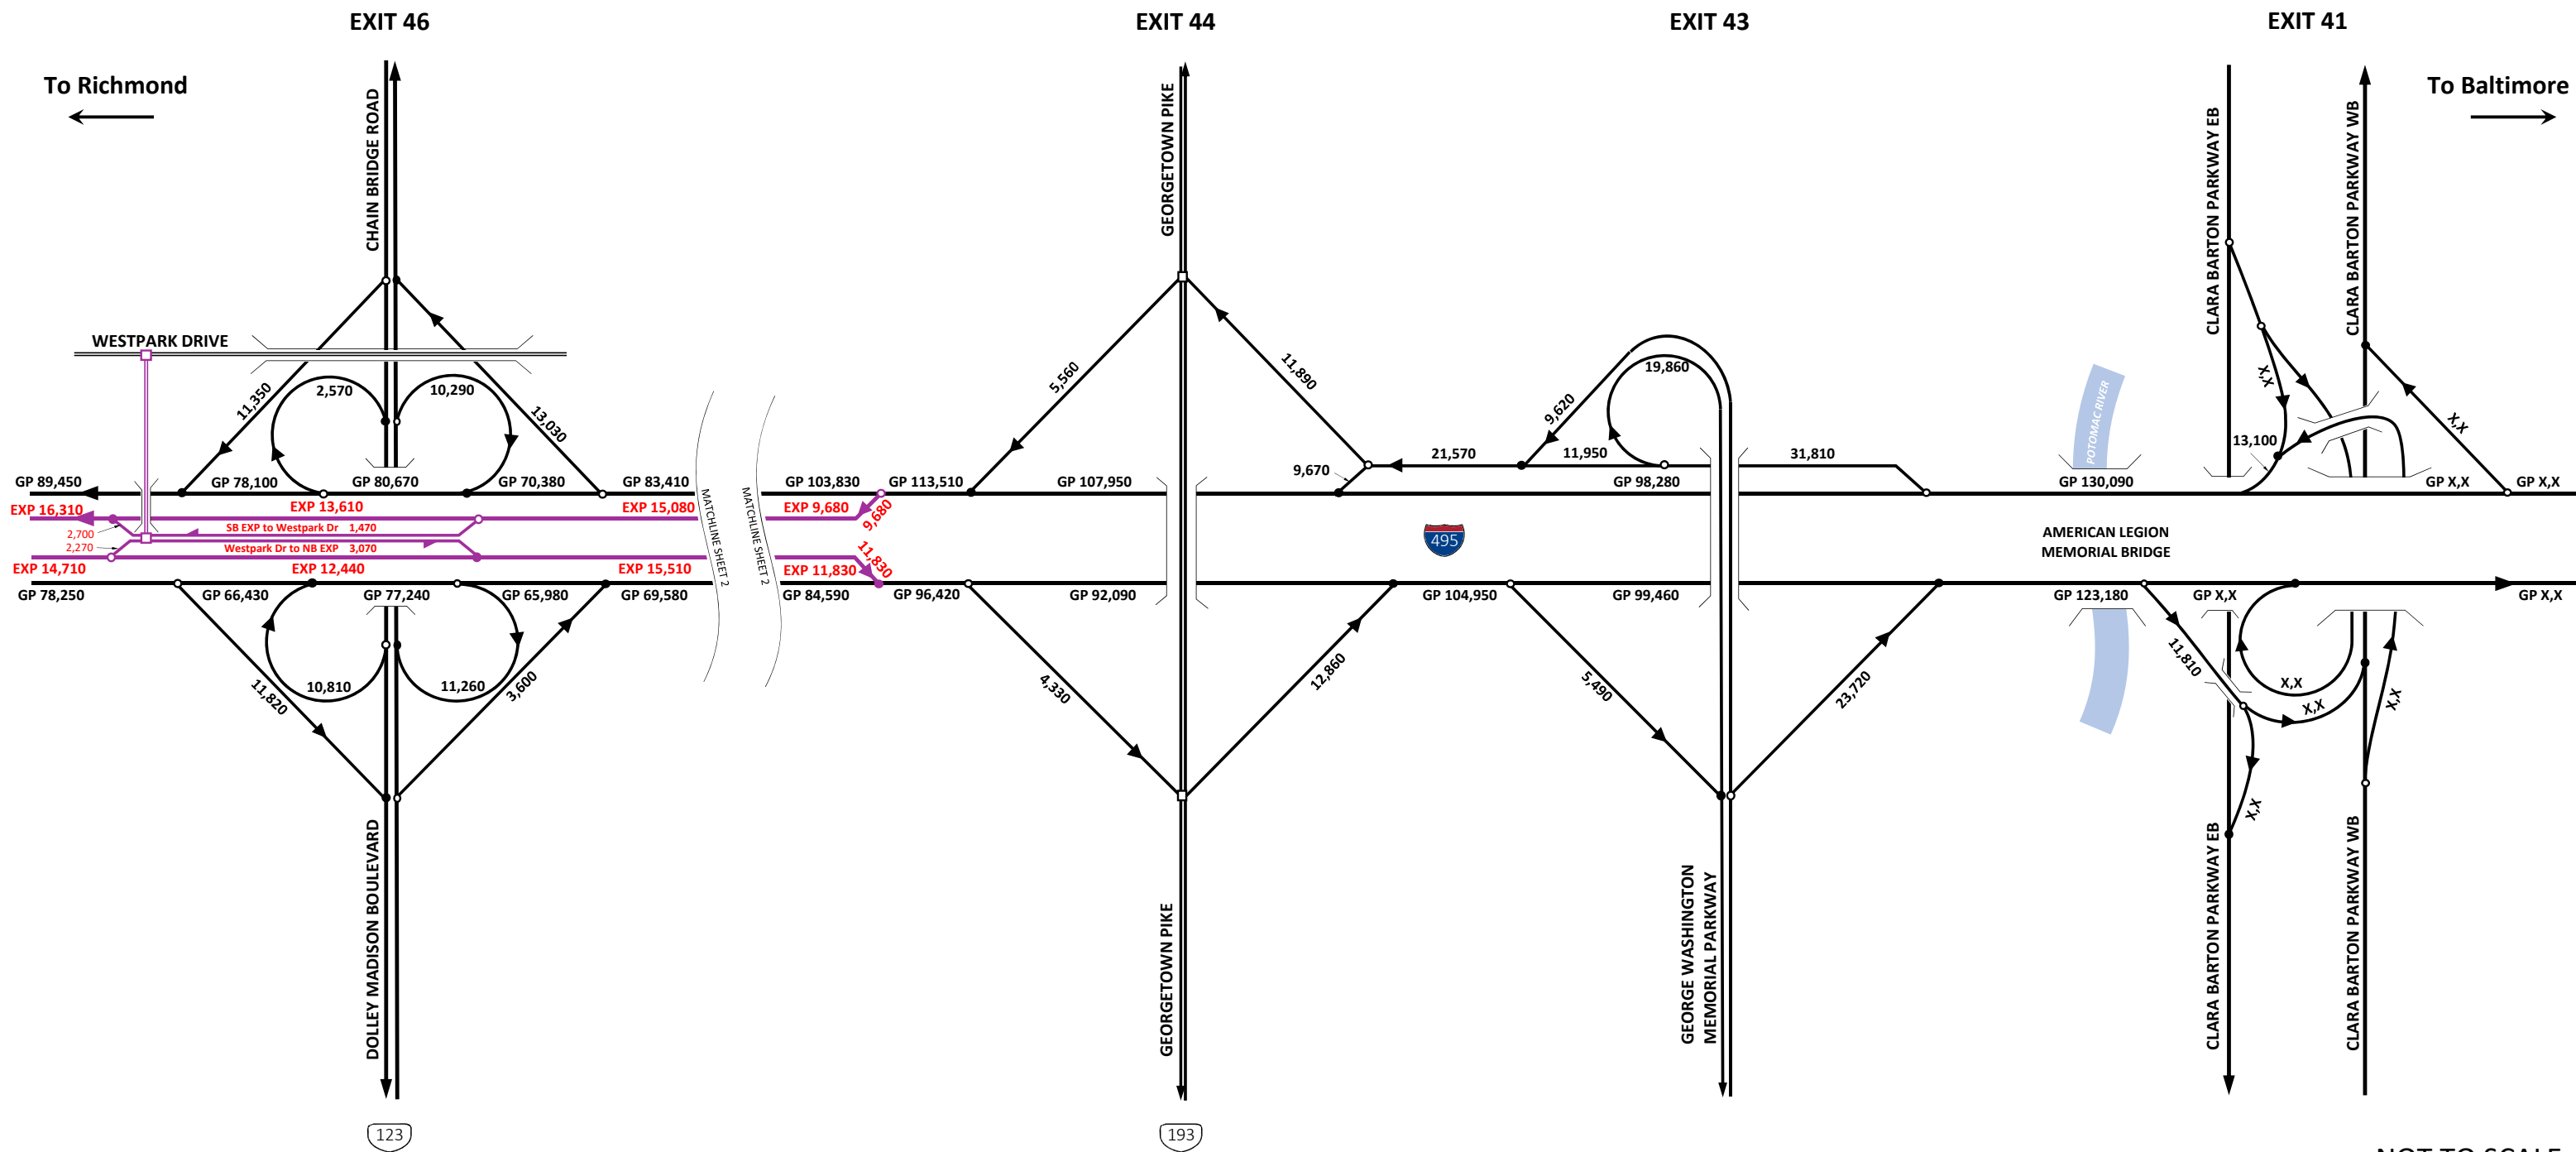 EXIT 46
EXIT 44
EXIT 43
EXIT 41
To Richmond
To Baltimore
CHAIN BRIDGE ROAD
GEORGETOWN PIKE
CLARA BARTON PARKWAY EB
CLARA BARTON PARKWAY WB
WESTPARK DRIVE
11,350
2,570
10,290
13,030
5,560
11,890
9,620
19,860
POTOMAC RIVER
X,X
X,X
13,100
9,670
21,570
11,950
31,810
GP 89,450
GP 78,100
GP 80,670
GP 70,380
GP 83,410
GP 103,830
GP 113,510
GP 107,950
GP 98,280
GP 130,090
GP X,X
GP X,X
EXP 16,310
EXP 13,610
EXP 15,080
EXP 9,680
9,680
SB EXP to Westpark Dr 1,470
2,700
2,270
Westpark Dr to NB EXP 3,070
MATCHLINE SHEET 2
MATCHLINE SHEET 2
495
AMERICAN LEGION
MEMORIAL BRIDGE
EXP 14,710
EXP 12,440
EXP 15,510
EXP 11,830
11,830
GP 78,250
GP 66,430
GP 77,240
GP 65,980
GP 69,580
GP 84,590
GP 96,420
GP 92,090
GP 104,950
GP 99,460
GP 123,180
GP X,X
GP X,X
11,820
10,810
11,260
3,600
4,330
12,860
5,490
23,720
11,810
X,X
X,X
X,X
X,X
DOLLEY MADISON BOULEVARD
GEORGETOWN PIKE
GEORGE WASHINGTON
MEMORIAL PARKWAY
CLARA BARTON PARKWAY EB
CLARA BARTON PARKWAY WB
123
193
NOT TO SCALE